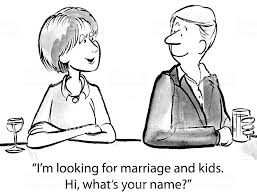 “I’m looking for marriage and kids.
Hi, what’s your name?”